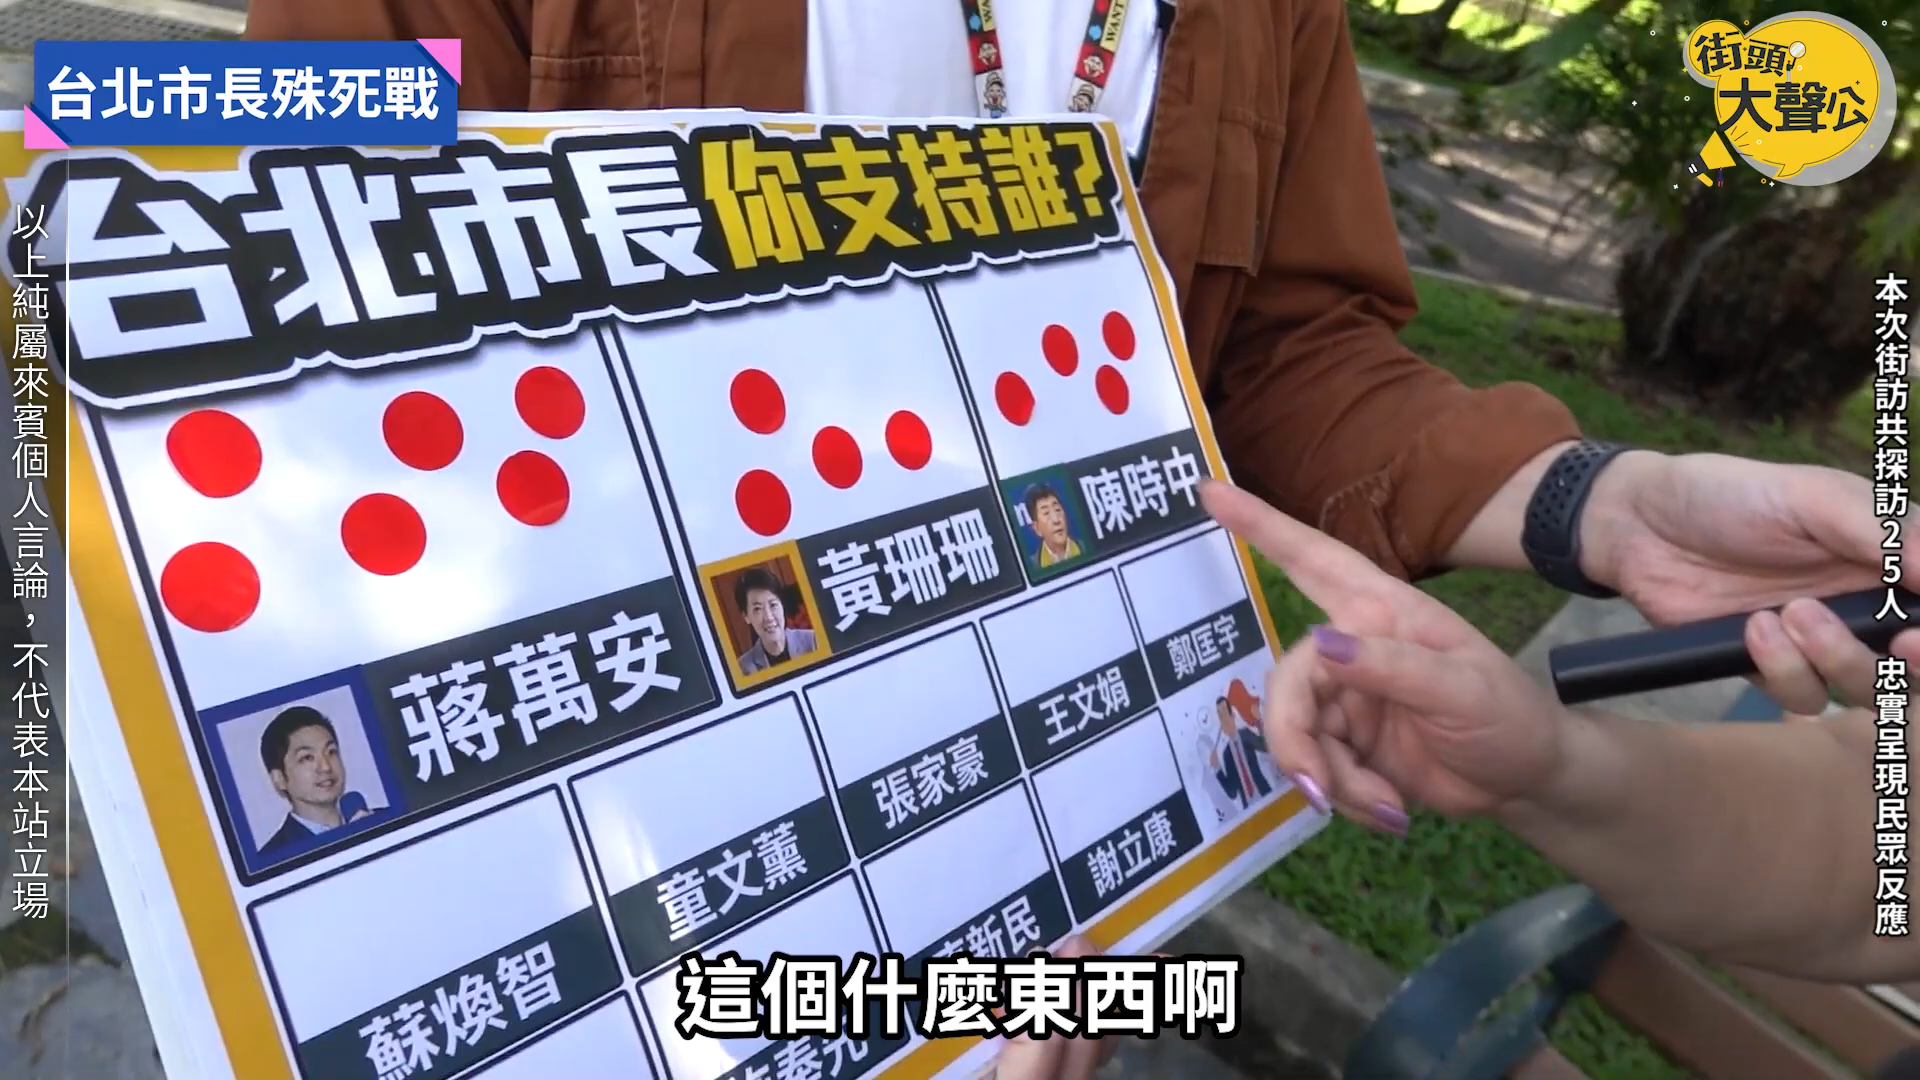 台北市長殊死戰
街頭
大聲公
台北市長你支持誰?
蔣萬安
黃珊珊
陳時中
蘇煥智
童文薰
張家豪
王文娟
鄭匡宇
新民
謝立康
以上純屬來賓個人言論，不代表本站立場
本次街訪共採訪25人 忠實呈現民眾反應
這個什麼東西啊